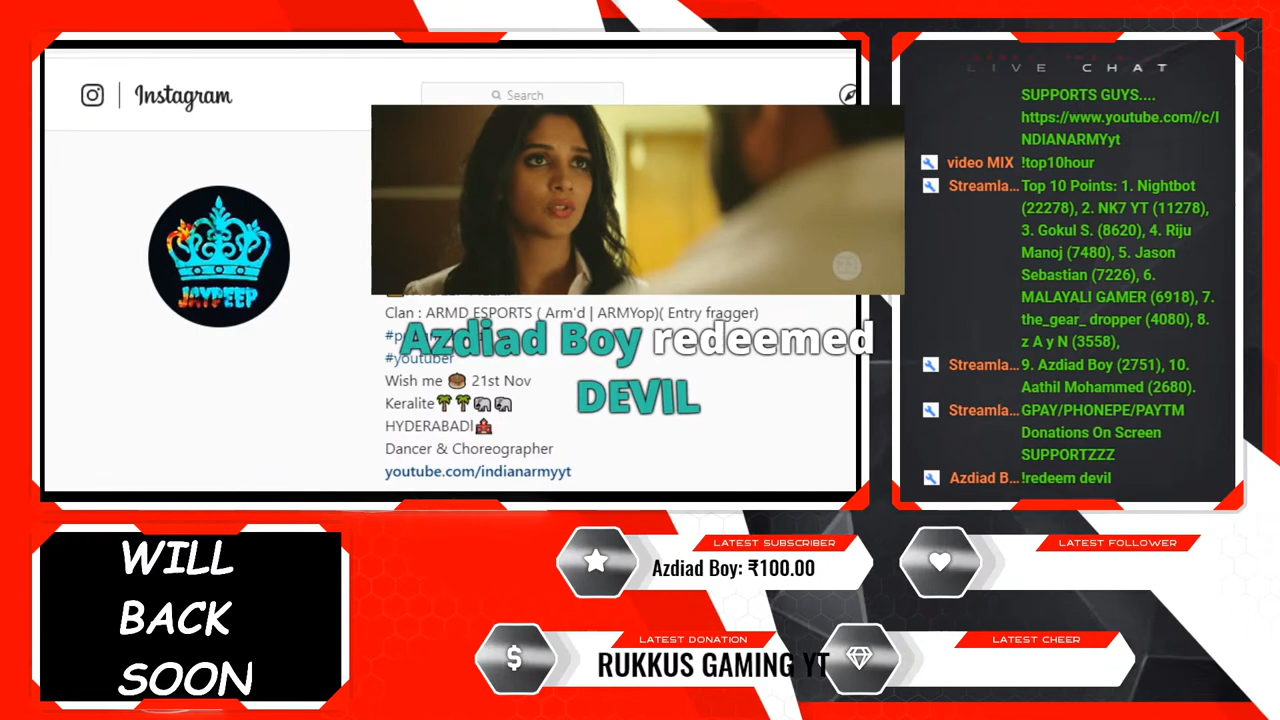 Instagram
Search
JAYPEEP
Clan : ARMD ESPORTS ( Arm'd | ARMYop)( Entry fragger)
#youtuber
Wish me 🎂 21st Nov
Keralite🌴🌴🐘🐘
HYDERABADI🏩
Dancer & Choreographer
youtube.com/indianarmyyt
Azdiad Boy redeemed
DEVIL
LIVE CHAT
SUPPORTS GUYS....
https://www.youtube.com//c/I
NDIANARMYyt
video MIX !top10hour
Streamla... Top 10 Points: 1. Nightbot
(22278), 2. NK7 YT (11278),
3. Gokul S. (8620), 4. Riju
Manoj (7480), 5. Jason
Sebastian (7226), 6.
MALAYALI GAMER (6918), 7.
the_gear_ dropper (4080), 8.
z A y N (3558),
Streamla... 9. Azdiad Boy (2751), 10.
Aathil Mohammed (2680).
Streamla... GPAY/PHONEPE/PAYTM
Donations On Screen
SUPPORTZZZ
Azdiad B... !redeem devil
WILL
BACK
SOON
LATEST SUBSCRIBER
Azdiad Boy: ₹100.00
LATEST FOLLOWER
LATEST DONATION
RUKKUS GAMING YT
LATEST CHEER